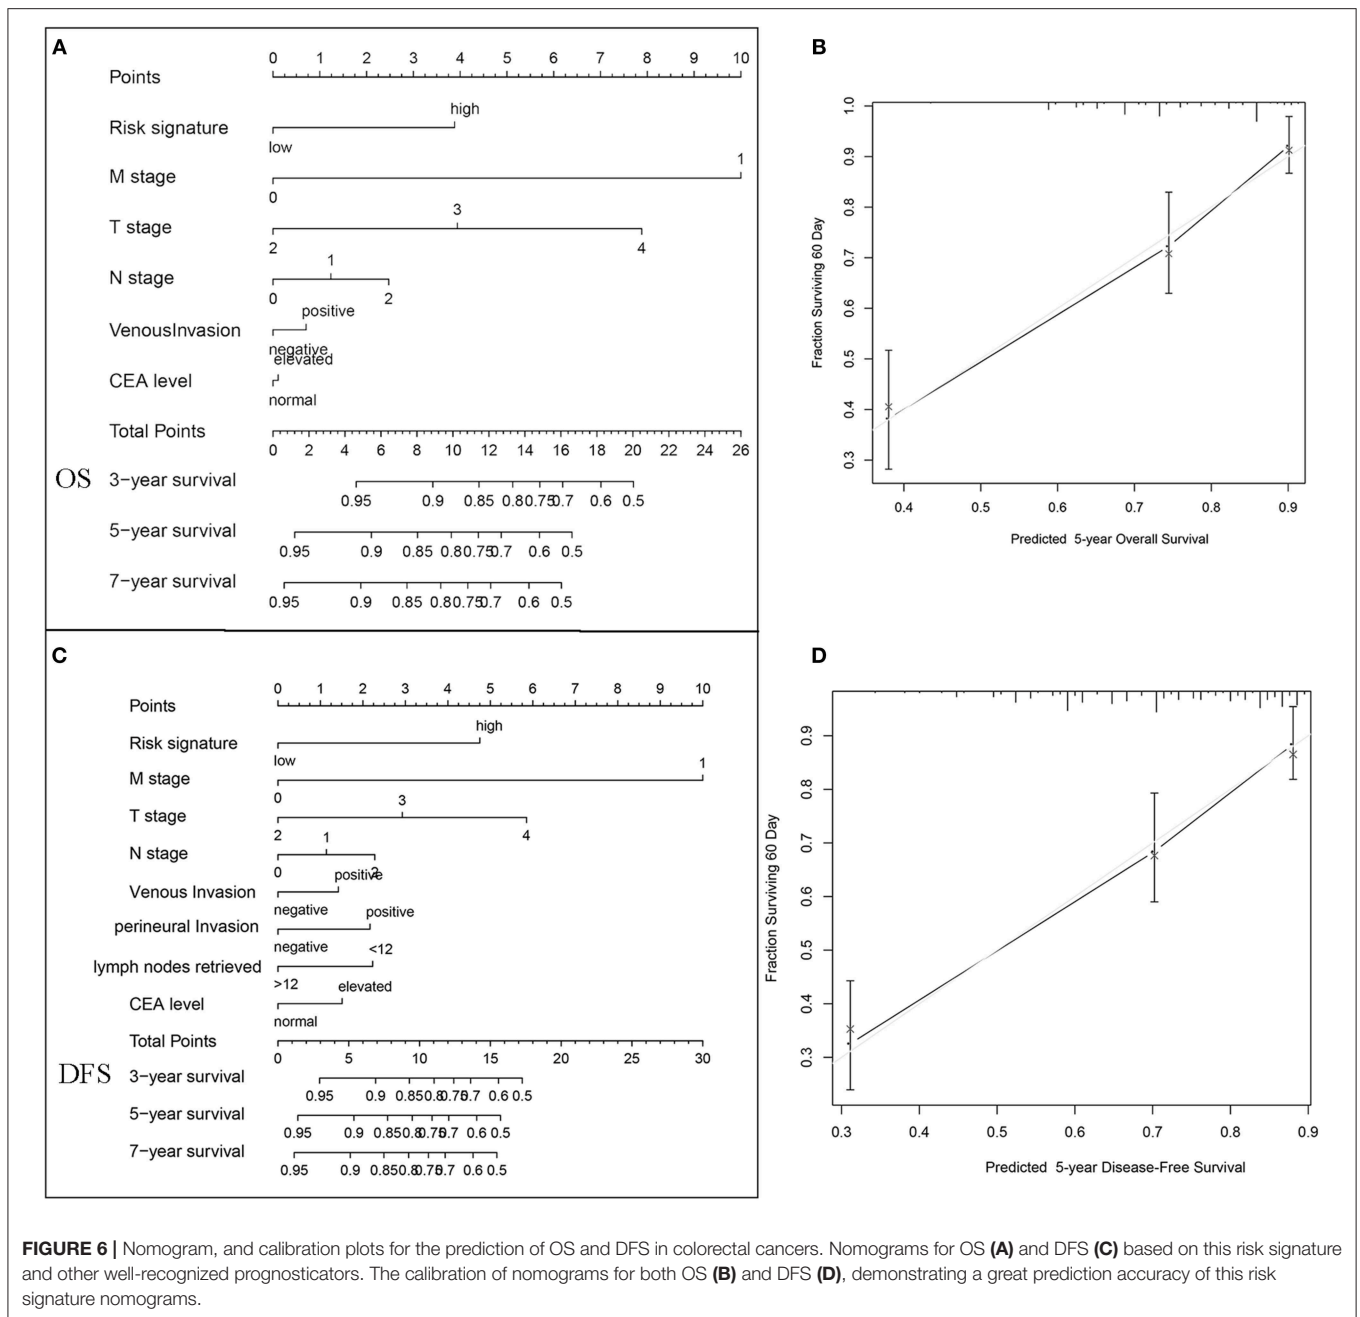 A
0 1 2 3 4 5 6 7 8 9 10
Points
high
Risk signature
low
1
M stage
0
3
T stage
2 4
1
N stage
0 2
positive
VenousInvasion
negative
elevated
CEA level
normal
Total Points
0 2 4 6 8 10 12 14 16 18 20 22 24 26
OS
3−year survival
0.95 0.9 0.85 0.8 0.75 0.7 0.6 0.5
5−year survival
0.95 0.9 0.85 0.8 0.75 0.7 0.6 0.5
7−year survival
0.95 0.9 0.85 0.8 0.75 0.7 0.6 0.5
B
Fraction Surviving 60 Day
1.0
0.9
0.8
0.7
0.6
0.5
0.4
0.3
0.4 0.5 0.6 0.7 0.8 0.9
Predicted 5-year Overall Survival
C
0 1 2 3 4 5 6 7 8 9 10
Points
high
Risk signature
low
1
M stage
0
3
T stage
2 4
1
N stage
0 2
positive
Venous Invasion
negative
positive
perineural Invasion
negative
<12
lymph nodes retrieved
>12
elevated
CEA level
normal
Total Points
0 5 10 15 20 25 30
DFS
3−year survival
0.95 0.9 0.85 0.8 0.75 0.7 0.6 0.5
5−year survival
0.95 0.9 0.85 0.8 0.75 0.7 0.6 0.5
7−year survival
0.95 0.9 0.85 0.8 0.75 0.7 0.6 0.5
D
Fraction Surviving 60 Day
0.9
0.8
0.7
0.6
0.5
0.4
0.3
0.3 0.4 0.5 0.6 0.7 0.8 0.9
Predicted 5-year Disease-Free Survival
FIGURE 6 | Nomogram, and calibration plots for the prediction of OS and DFS in colorectal cancers. Nomograms for OS (A) and DFS (C) based on this risk signature
and other well-recognized prognosticators. The calibration of nomograms for both OS (B) and DFS (D), demonstrating a great prediction accuracy of this risk
signature nomograms.